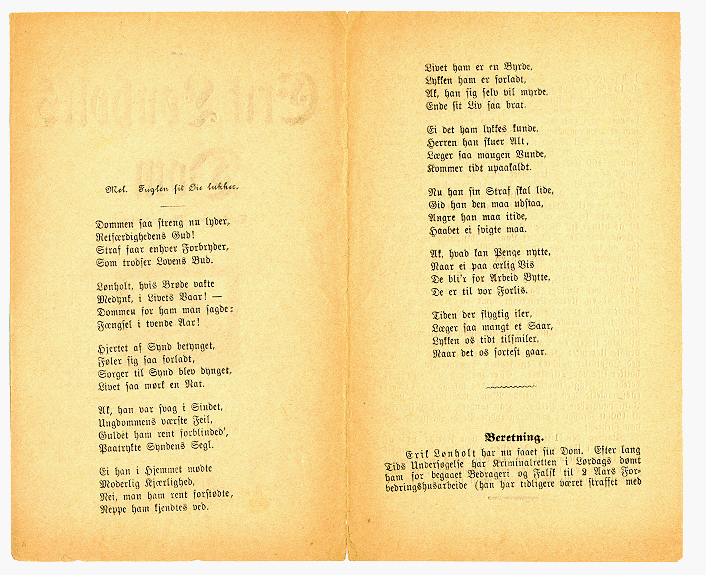 Mel. Fuglen sit Øie lukker.
Dommen saa streng nu lyder,
Retfærdighedens Gud!
Straf faar enhver Forbryder,
Som trodser Lovens Bud.
Lønholt, hvis Brøde vakte
Medynk, i Livets Vaar! —
Dommen for ham man sagde:
Fængsel i tvende Aar!
Hjertet af Synd betynget,
Føler sig saa forladt,
Sorger til Synd blev dynget,
Livet saa mørk en Nat.
Ak, han var svag i Sindet,
Ungdommens værste Feil,
Guldet ham rent forblinded',
Paatrykte Syndens Segl.
Ei han i Hjemmet mødte
Moderlig Kjærlighed,
Nei, man ham rent forstødte,
Neppe ham kjendtes ved.
Livet ham er en Byrde,
Lykken ham er forladt,
Ak, han sig selv vil myrde,
Ende sit Liv saa brat.
Ei det ham lykkes kunde,
Herren han skuer Alt,
Læger saa mangen Vunde,
Kommer tidt upaakaldt.
Nu han sin Straf skal lide,
Gid han den maa udstaa,
Angre han maa itide,
Haabet ei svigte maa.
Ak, hvad kan Penge nytte,
Naar ei paa ærlig Vis
De bli'r for Arbeid Bytte,
De er til vor Forlis.
Tiden der flygtig iler,
Læger saa mangt et Saar,
Lykken os tidt tilsmiler,
Naar det os sortest gaar.
Beretning.
Erik Lønholt har nu faaet sin Dom. Efter lang
Tids Undersøgelse har Kriminalretten i Lørdags dømt
ham for begaaet Bedrageri og Falsk til 2 Aars For-
bedringshusarbeide (han har tidligere været straffet med